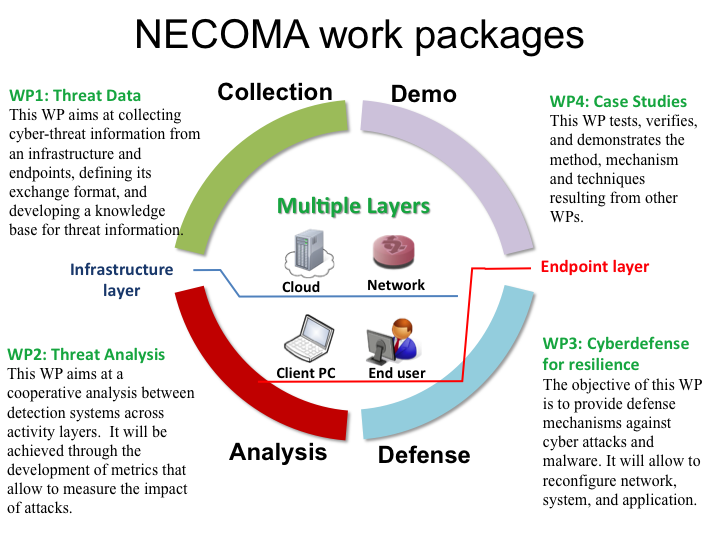 NECOMA work packages
Collection
Demo
WP1: Threat Data
This WP aims at collecting
cyber-threat information from
an infrastructure and
endpoints, defining its
exchange format, and
developing a knowledge
base for threat information.
WP4: Case Studies
This WP tests, verifies,
and demonstrates the
method, mechanism
and techniques
resulting from other
WPs.
Multiple Layers
Cloud
Network
Infrastructure
layer
Endpoint layer
Client PC
End user
WP2: Threat Analysis
This WP aims at a
cooperative analysis between
detection systems across
activity layers.  It will be
achieved through the
development of metrics that
allow to measure the impact
of attacks.
WP3: Cyberdefense
for resilience
The objective of this WP
is to provide defense
mechanisms against
cyber attacks and
malware. It will allow to
reconfigure network,
system, and application.
Analysis
Defense